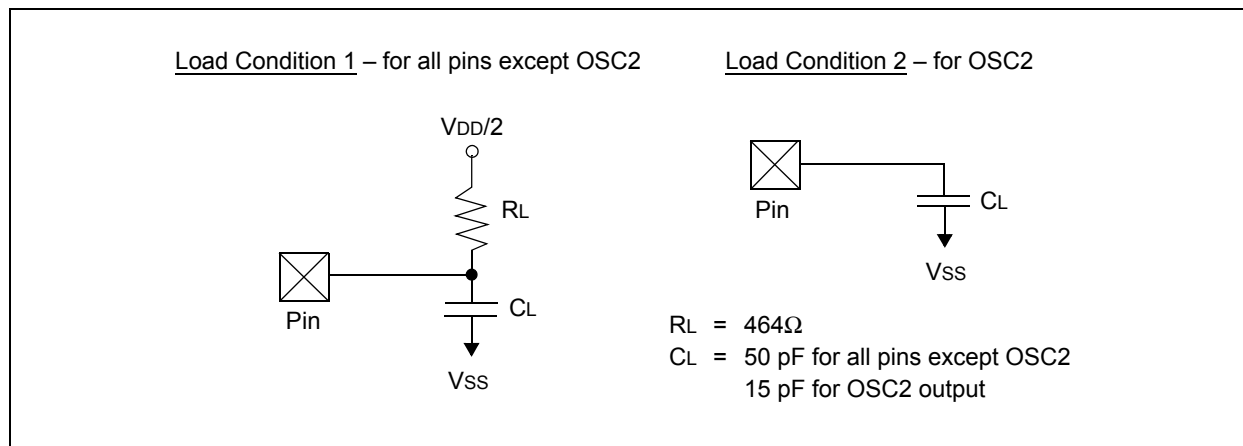 Load Condition 1 – for all pins except OSC2
VDD/2
RL
Pin
CL
VSS
Load Condition 2 – for OSC2
Pin
CL
VSS
RL = 464Ω
CL = 50 pF for all pins except OSC2
15 pF for OSC2 output